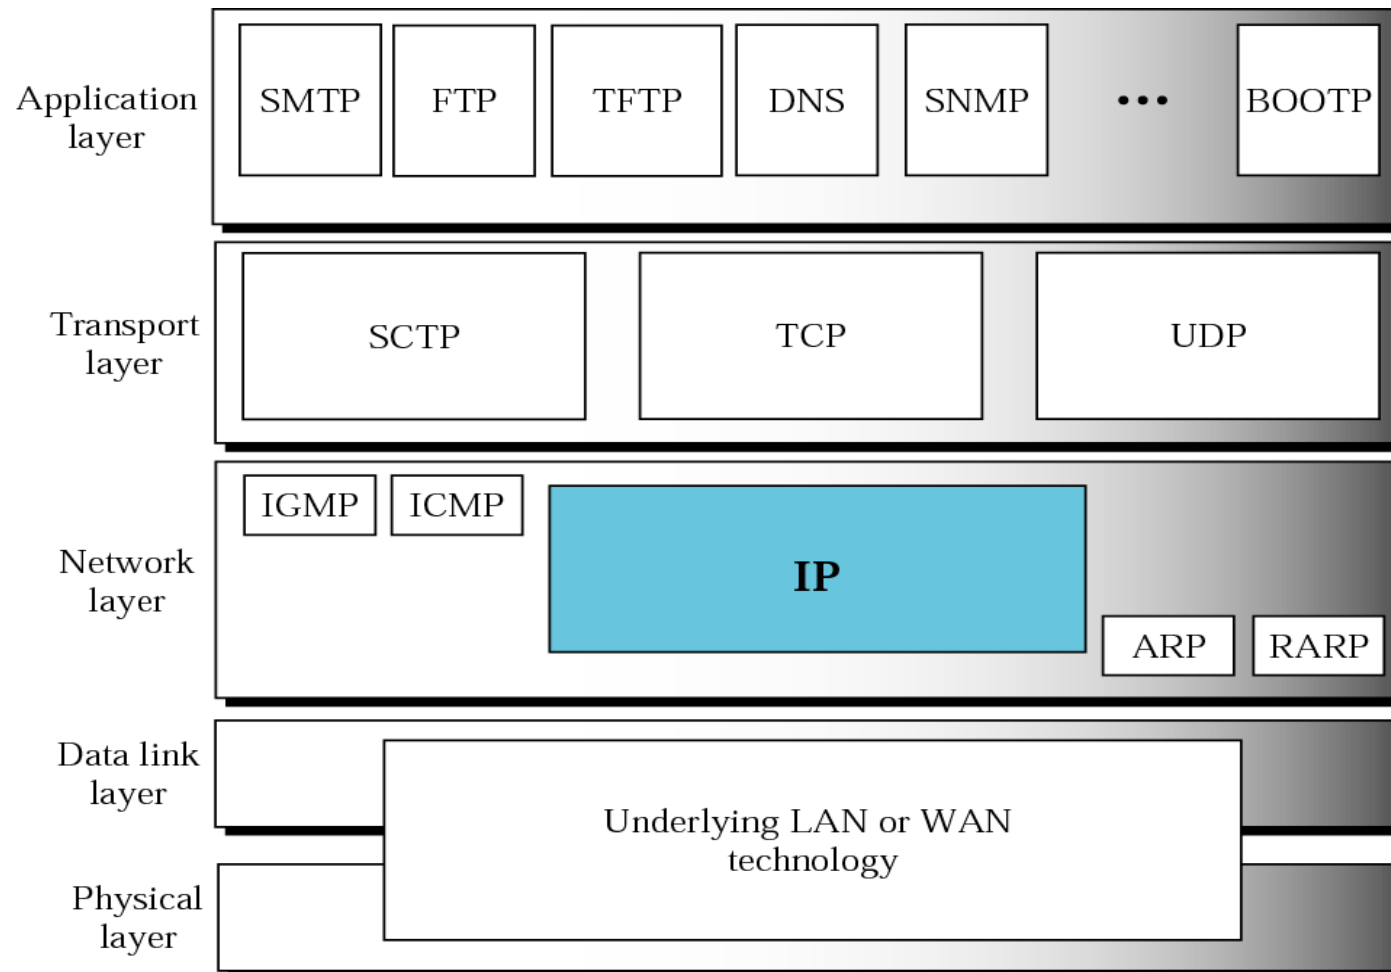 Application
layer
SMTP
FTP
TFTP
DNS
SNMP
...
BOOTP
Transport
layer
SCTP
TCP
UDP
Network
layer
IGMP
ICMP
IP
ARP
RARP
Data link
layer
Underlying LAN or WAN
technology
Physical
layer